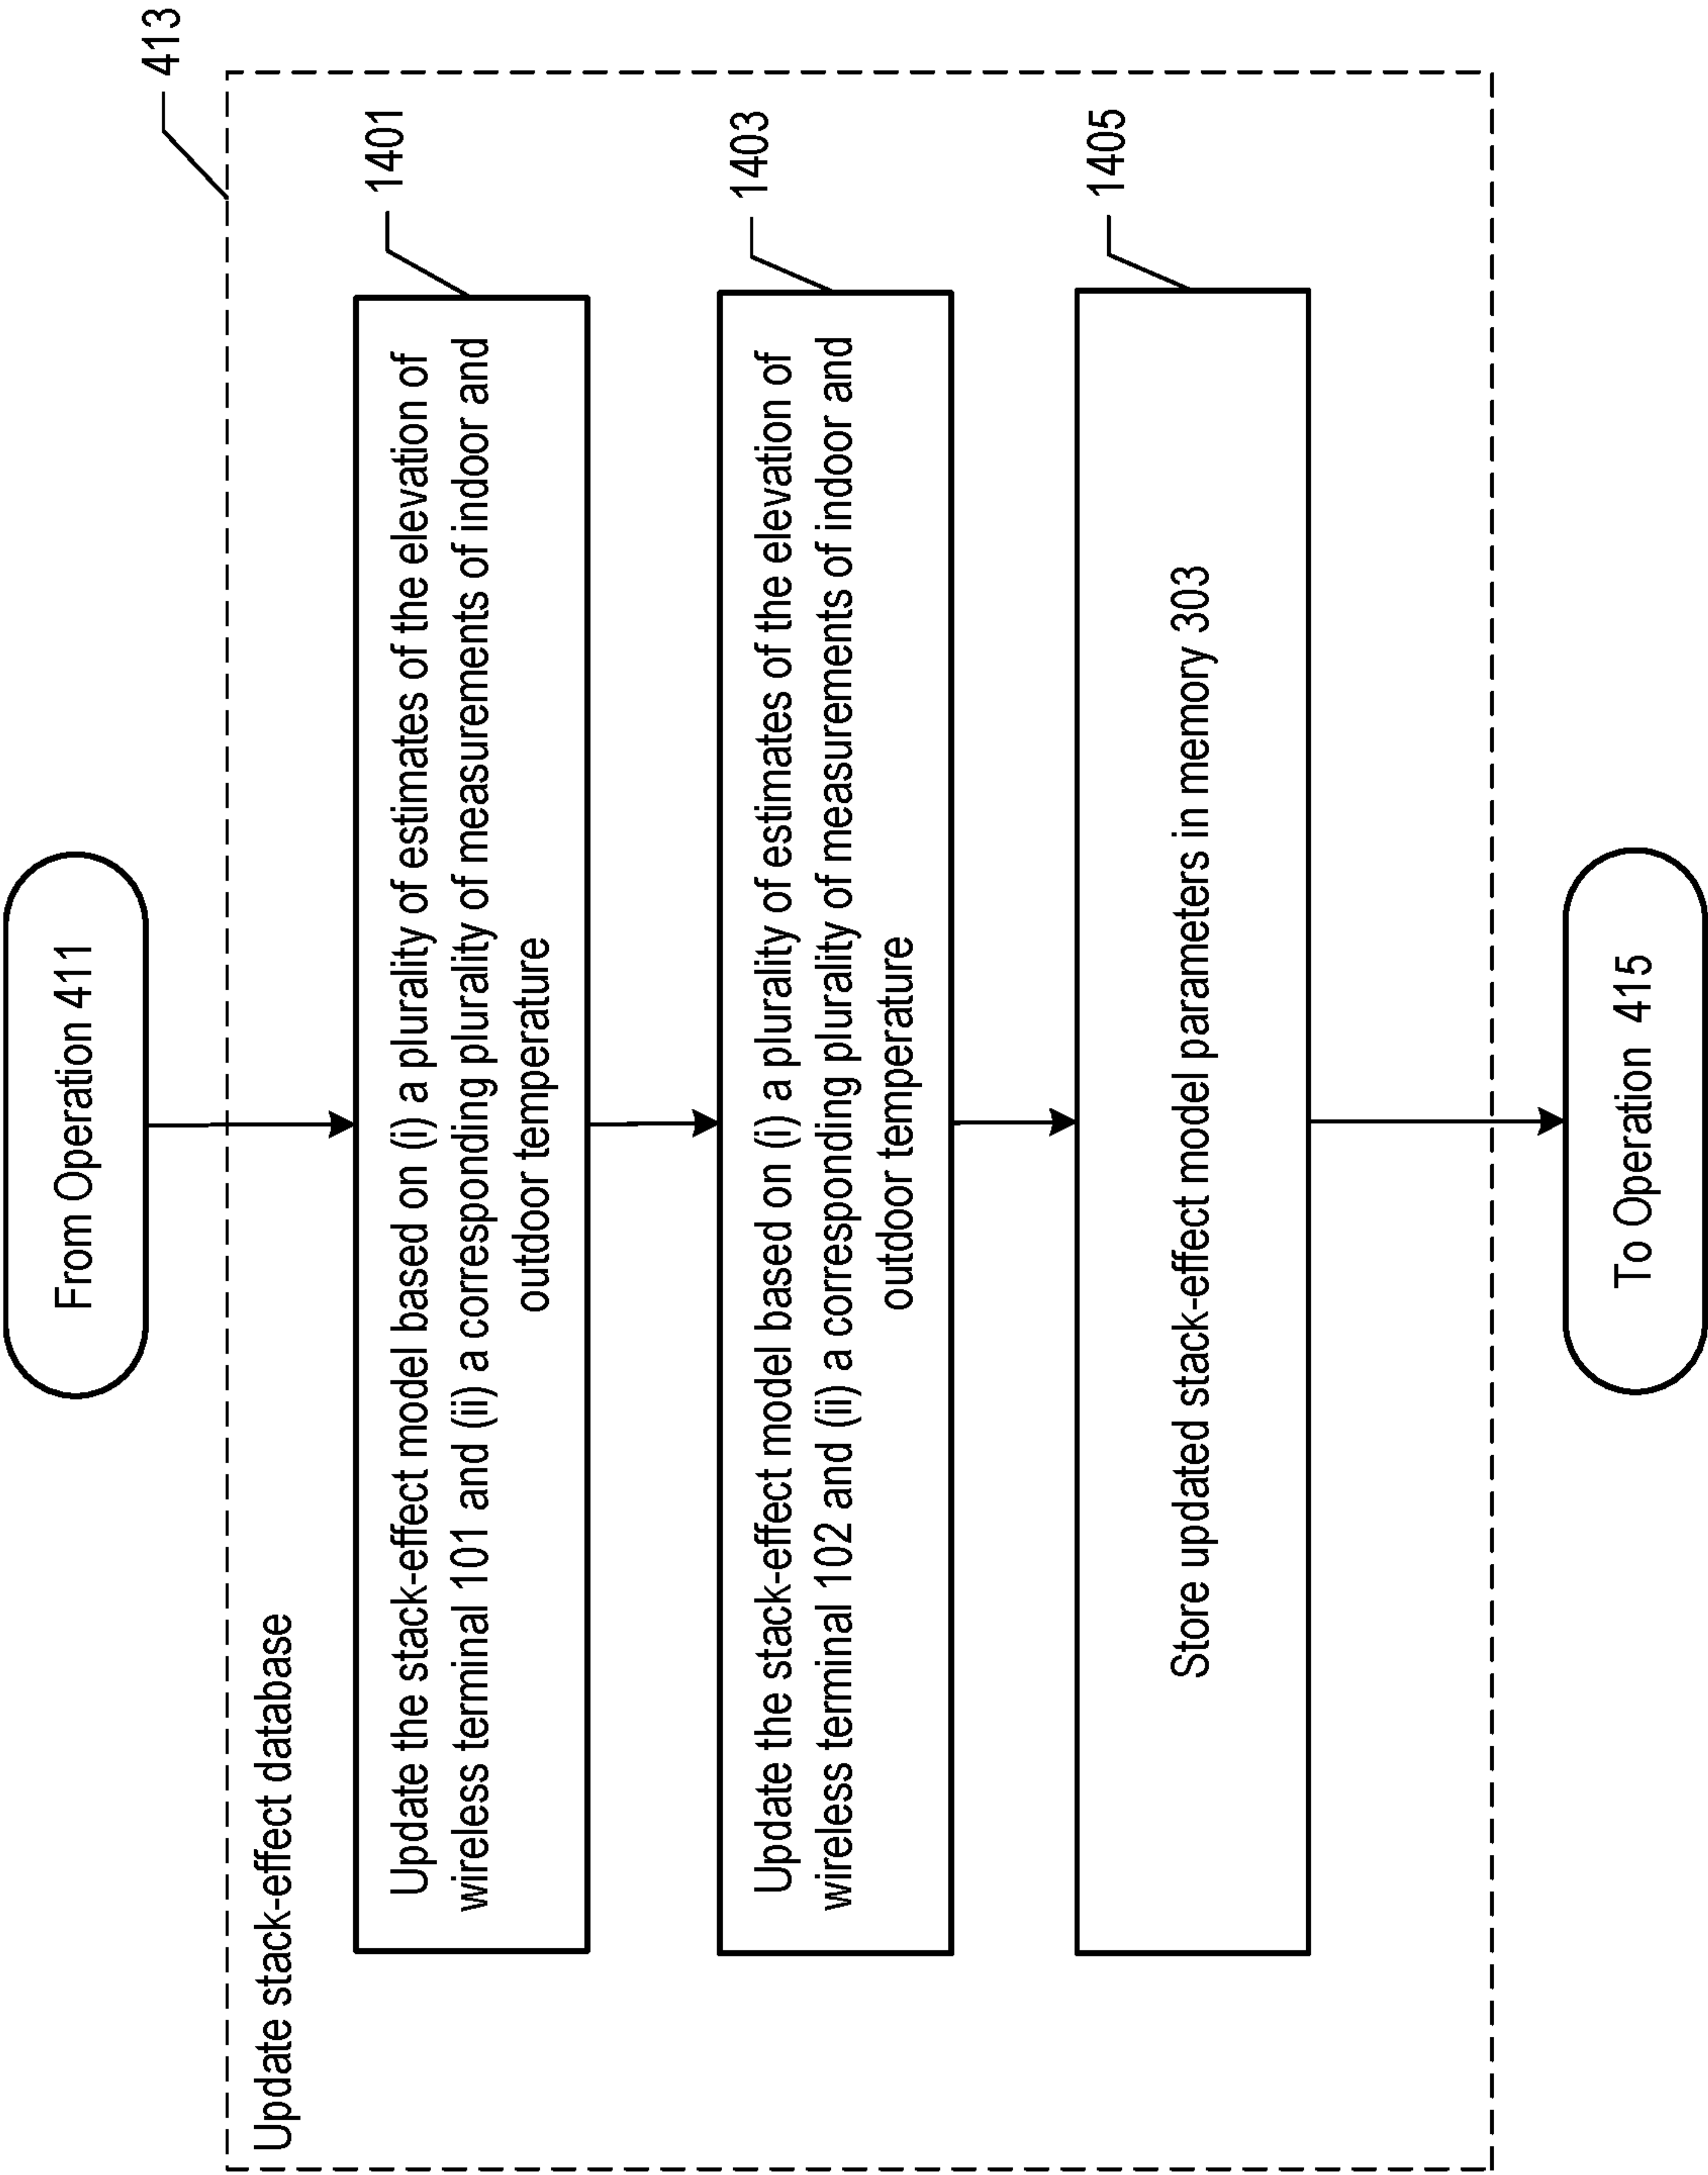 From Operation 411
413
Update stack-effect database
1401
Update the stack-effect model based on (i) a plurality of estimates of the elevation of
wireless terminal 101 and (ii) a corresponding plurality of measurements of indoor and
outdoor temperature
1403
Update the stack-effect model based on (i) a plurality of estimates of the elevation of
wireless terminal 102 and (ii) a corresponding plurality of measurements of indoor and
outdoor temperature
1405
Store updated stack-effect model parameters in memory 303
To Operation 415